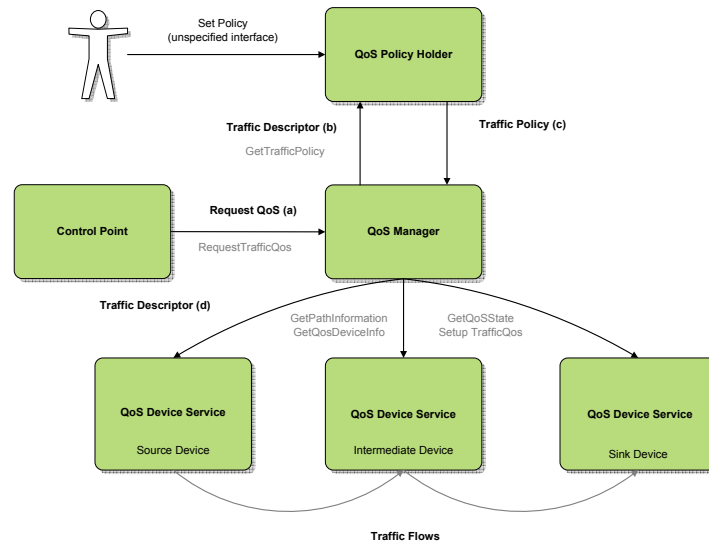 Set Policy
(unspecified interface)
QoS Policy Holder
Traffic Descriptor (b)
GetTrafficPolicy
Traffic Policy (c)
Control Point
Request QoS (a)
RequestTrafficQos
QoS Manager
Traffic Descriptor (d)
GetPathInformation
GetQosDeviceInfo
GetQoSState
Setup TrafficQos
QoS Device Service
Source Device
QoS Device Service
Intermediate Device
QoS Device Service
Sink Device
Traffic Flows